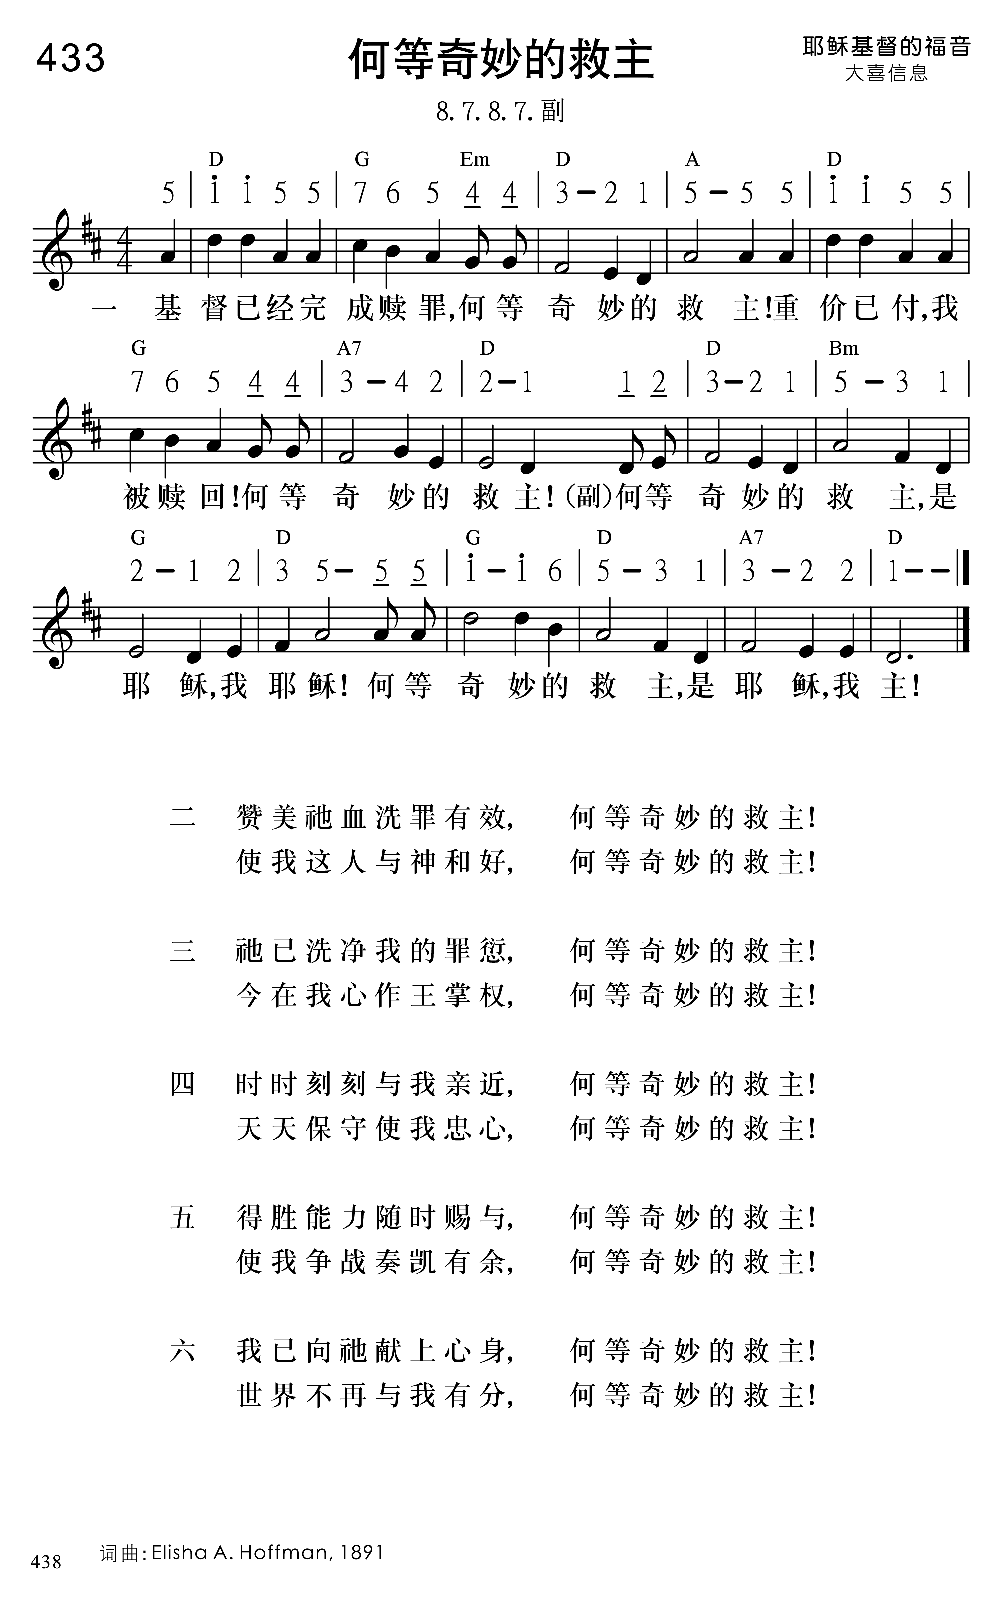 433
何等奇妙的救主
耶稣基督的福音
大喜信息
8. 7. 8. 7. 副
D G Em D A D
5 | i i 5 5 | 7 6 5 4 4 | 3 - 2 1 | 5 - 5 5 | i i 5 5 |
一 基督已经完成赎罪,何等奇妙的救主!重价已付,我
G A7 D D Bm
7 6 5 4 4 | 3 - 4 2 | 2 - 1 1 2 | 3 - 2 1 | 5 - 3 1 |
被赎回!何等奇妙的救主!(副)何等奇妙的救主,是
G D G D A7 D
2 - 1 2 | 3 5 - 5 5 | i - i 6 | 5 - 3 1 | 3 - 2 2 | 1 - - ‖
耶稣,我耶稣!何等奇妙的救主,是耶稣,我主!
二 赞美祂血洗罪有效, 何等奇妙的救主!
使我这人与神和好, 何等奇妙的救主!
三 祂已洗净我的罪愆, 何等奇妙的救主!
今在我心作王掌权, 何等奇妙的救主!
四 时时刻刻与我亲近, 何等奇妙的救主!
天天保守使我忠心, 何等奇妙的救主!
五 得胜能力随时赐与, 何等奇妙的救主!
使我争战奏凯有余, 何等奇妙的救主!
六 我已向祂献上心身, 何等奇妙的救主!
世界不再与我有分, 何等奇妙的救主!
438 词曲: Elisha A. Hoffman, 1891